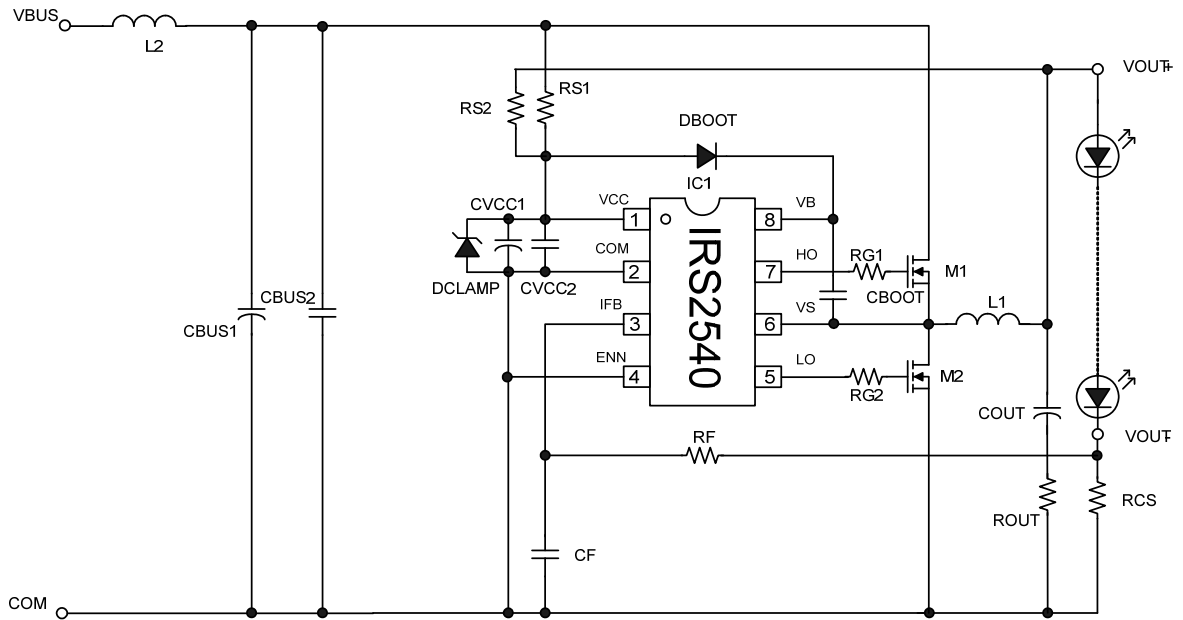 VBUS
L2
VOUT+
RS1
RS2
DBOOT
IC1
CVCC1
VCC
1
8
VB
COM
2
7
HO
RG1
M1
DCLAMP
CVCC2
CBOOT
IRS2540
CBUS2
CBUS1
IFB
3
6
VS
L1
ENN
4
5
LO
M2
RG2
COUT
VOUT-
RF
RCS
ROUT
CF
COM